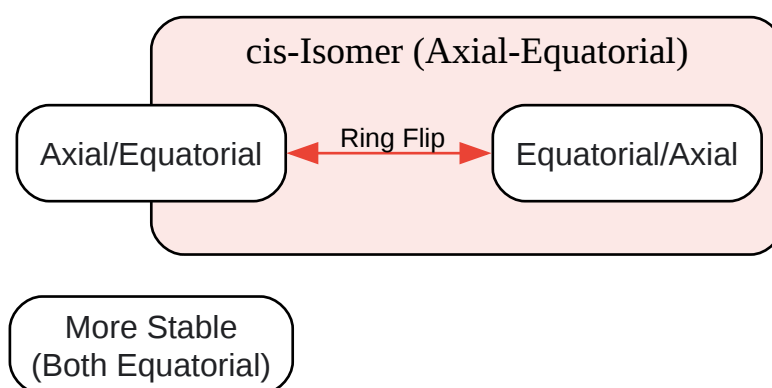 cis-Isomer (Axial-Equatorial)
Axial/Equatorial
Ring Flip
Equatorial/Axial
More Stable
(Both Equatorial)